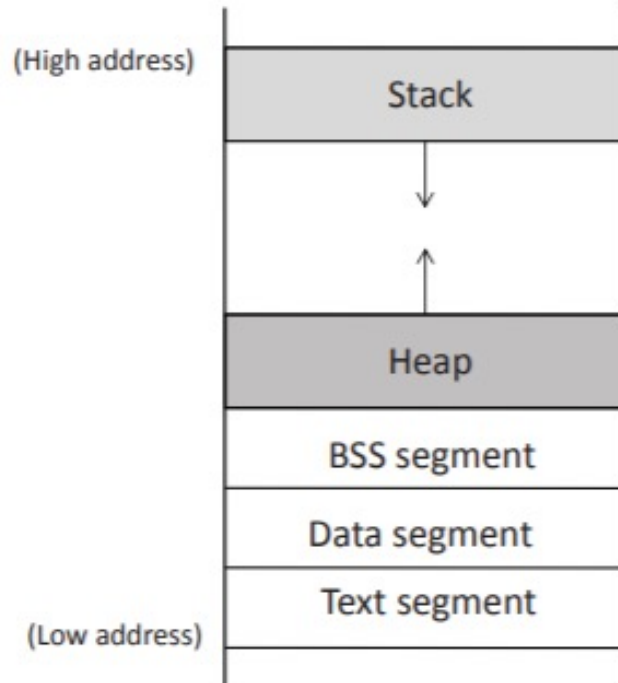 (High address)
Stack
Heap
BSS segment
Data segment
Text segment
(Low address)